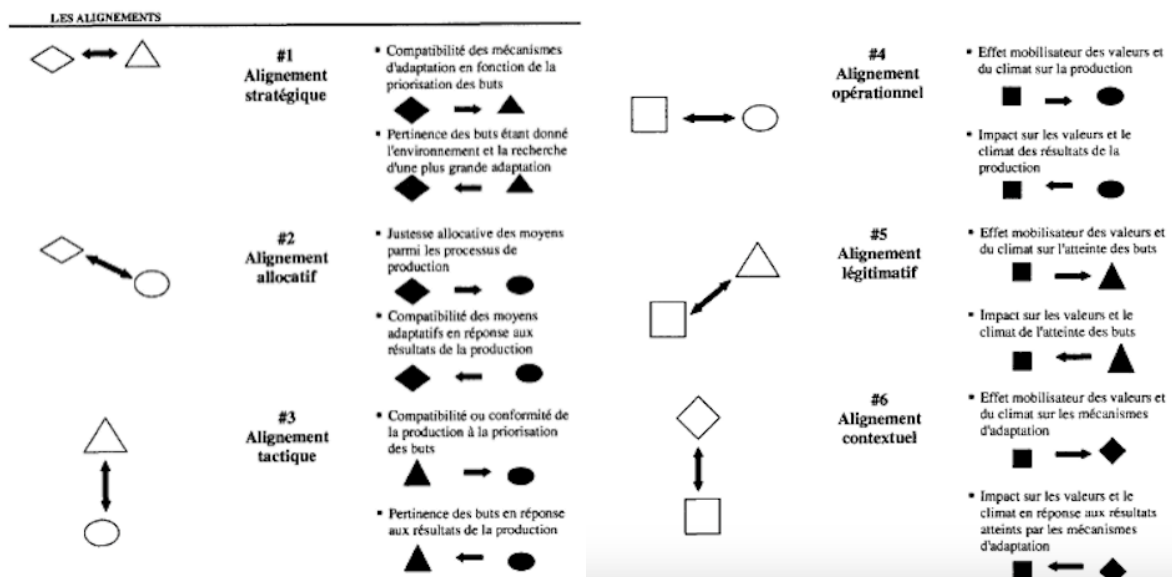 LES ALIGNEMENTS
#1
Alignement
stratégique
▪ Compatibilité des mécanismes
d'adaptation en fonction de la
priorisation des buts
▪ Pertinence des buts étant donné
l'environnement et la recherche
d'une plus grande adaptation
#2
Alignement
allocatif
▪ Justesse allocative des moyens
parmi les processus de
production
▪ Compatibilité des moyens
adaptatifs en réponse aux
résultats de la production
#3
Alignement
tactique
▪ Compatibilité ou conformité de
la production à la priorisation
des buts
▪ Pertinence des buts en réponse
aux résultats de la production
#4
Alignement
opérationnel
▪ Effet mobilisateur des valeurs et
du climat sur la production
▪ Impact sur les valeurs et le
climat des résultats de la
production
#5
Alignement
légitimatif
▪ Effet mobilisateur des valeurs et
du climat sur l'atteinte des buts
▪ Impact sur les valeurs et le
climat de l'atteinte des buts
#6
Alignement
contextuel
▪ Effet mobilisateur des valeurs et
du climat sur les mécanismes
d'adaptation
▪ Impact sur les valeurs et le
climat en réponse aux résultats
atteints par les mécanismes
d'adaptation